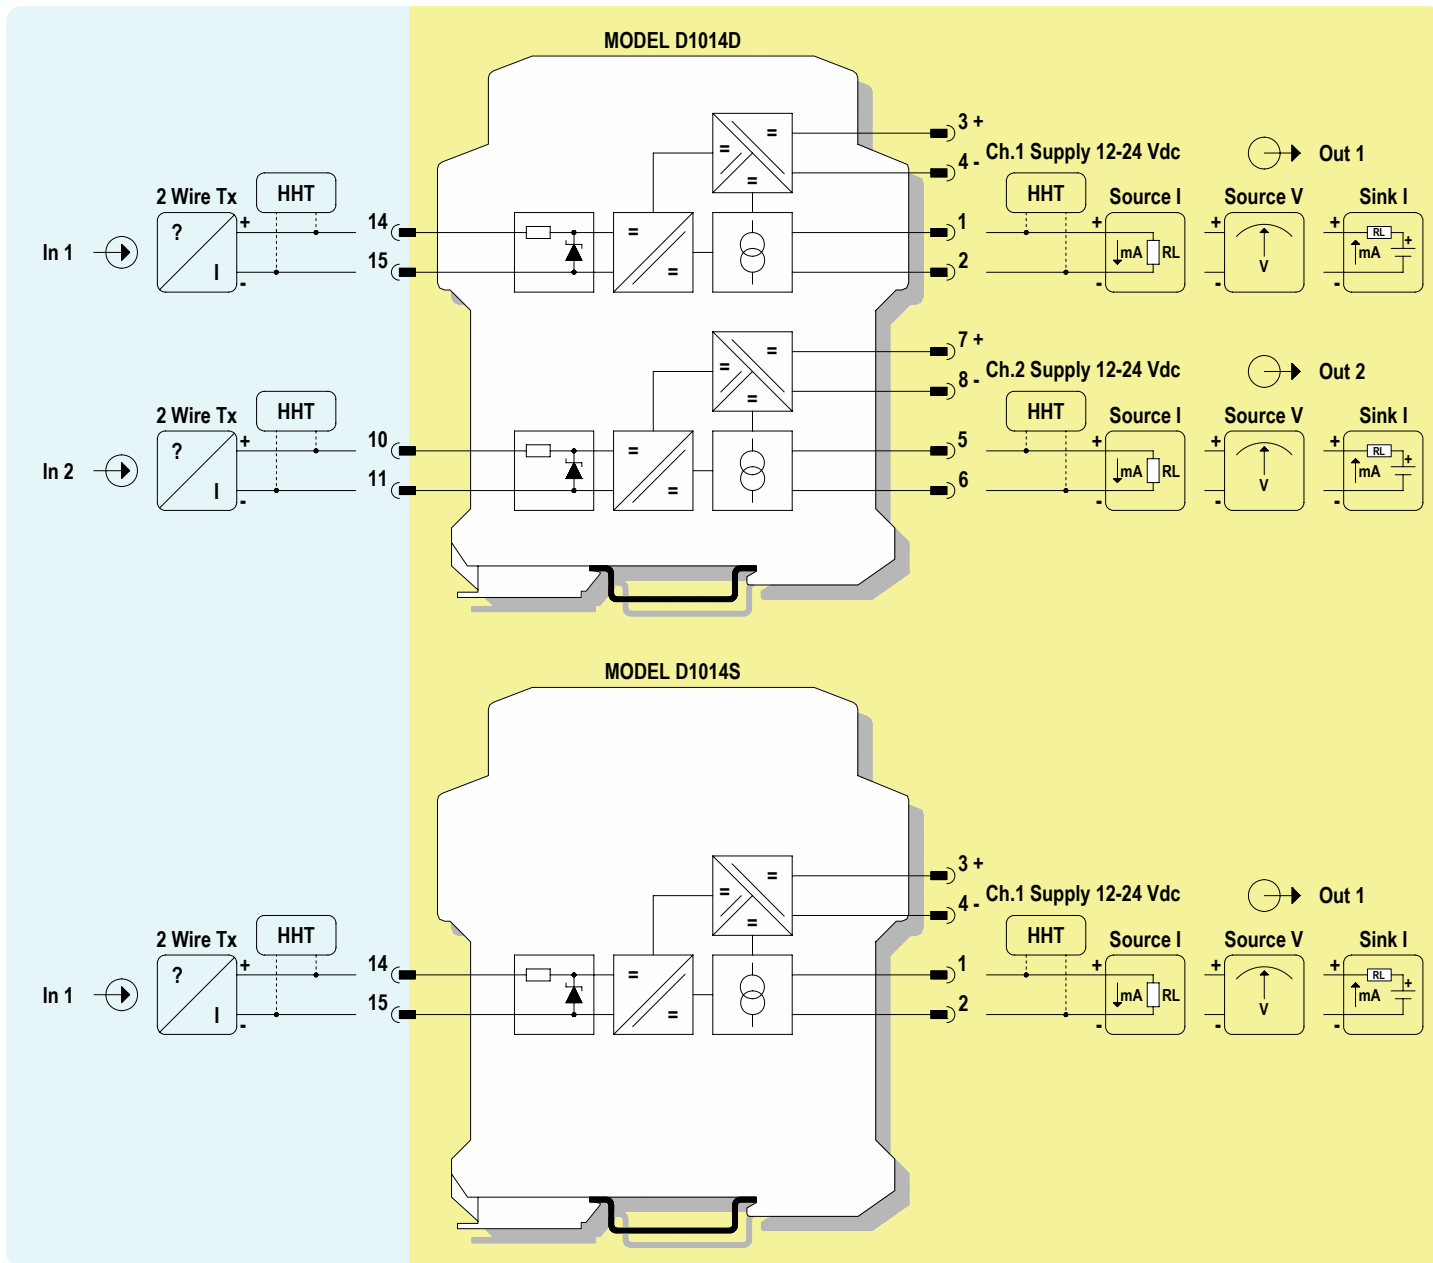 MODEL D1014D
3 +
4 -
Ch.1 Supply 12-24 Vdc
Out 1
2 Wire Tx
HHT
14
15
In 1
?
I
+
-
=
=
=
=
=
1
2
HHT
Source I
+
-
mA
RL
Source V
+
-
V
Sink I
+
-
RL
mA
+
7 +
8 -
Ch.2 Supply 12-24 Vdc
Out 2
2 Wire Tx
HHT
10
11
In 2
?
I
+
-
=
=
=
=
=
5
6
HHT
Source I
+
-
mA
RL
Source V
+
-
V
Sink I
+
-
RL
mA
+
MODEL D1014S
3 +
4 -
Ch.1 Supply 12-24 Vdc
Out 1
2 Wire Tx
HHT
14
15
In 1
?
I
+
-
=
=
=
=
=
1
2
HHT
Source I
+
-
mA
RL
Source V
+
-
V
Sink I
+
-
RL
mA
+